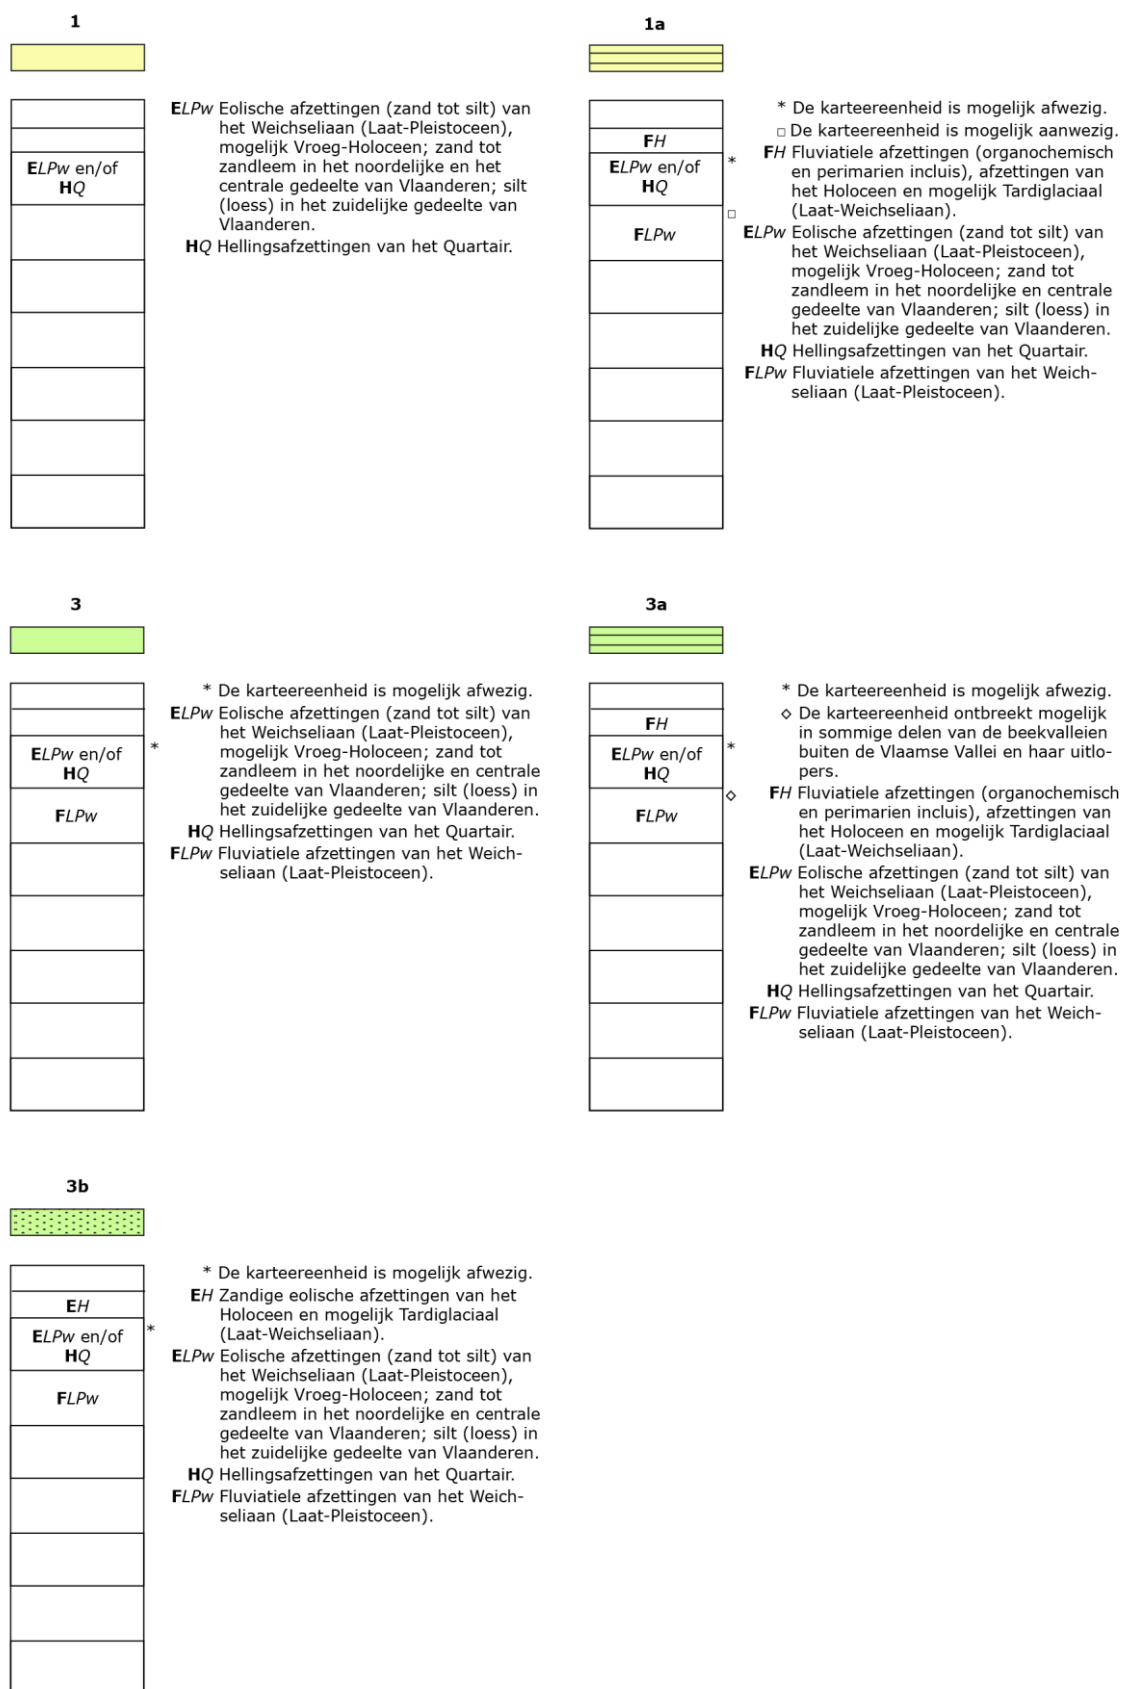 1
ELPw en/of
HQ
ELPw Eolische afzettingen (zand tot silt) van
het Weichseliaan (Laat-Pleistoceen),
mogelijk Vroeg-Holoceen; zand tot
zandleem in het noordelijke en het
centrale gedeelte van Vlaanderen; silt
(loess) in het zuidelijke gedeelte van
Vlaanderen.
HQ Hellingsafzettingen van het Quartair.
1a
FH
ELPw en/of
HQ
*
□
FLPw
* De karteereenheid is mogelijk afwezig.
□ De karteereenheid is mogelijk aanwezig.
FH Fluviatiele afzettingen (organochemisch
en perimarien incluis), afzettingen van
het Holoceen en mogelijk Tardiglaciaal
(Laat-Weichseliaan).
ELPw Eolische afzettingen (zand tot silt) van
het Weichseliaan (Laat-Pleistoceen),
mogelijk Vroeg-Holoceen; zand tot
zandleem in het noordelijke en centrale
gedeelte van Vlaanderen; silt (loess) in
het zuidelijke gedeelte van Vlaanderen.
HQ Hellingsafzettingen van het Quartair.
FLPw Fluviatiele afzettingen van het Weich-
seliaan (Laat-Pleistoceen).
3
ELPw en/of
HQ
*
FLPw
* De karteereenheid is mogelijk afwezig.
ELPw Eolische afzettingen (zand tot silt) van
het Weichseliaan (Laat-Pleistoceen),
mogelijk Vroeg-Holoceen; zand tot
zandleem in het noordelijke en centrale
gedeelte van Vlaanderen; silt (loess) in
het zuidelijke gedeelte van Vlaanderen.
HQ Hellingsafzettingen van het Quartair.
FLPw Fluviatiele afzettingen van het Weich-
seliaan (Laat-Pleistoceen).
3a
FH
ELPw en/of
HQ
*
◇
FLPw
* De karteereenheid is mogelijk afwezig.
◇ De karteereenheid ontbreekt mogelijk
in sommige delen van de beekvalleien
buiten de Vlaamse Vallei en haar uitlo-
pers.
FH Fluviatiele afzettingen (organochemisch
en perimarien incluis), afzettingen van
het Holoceen en mogelijk Tardiglaciaal
(Laat-Weichseliaan).
ELPw Eolische afzettingen (zand tot silt) van
het Weichseliaan (Laat-Pleistoceen),
mogelijk Vroeg-Holoceen; zand tot
zandleem in het noordelijke en centrale
gedeelte van Vlaanderen; silt (loess) in
het zuidelijke gedeelte van Vlaanderen.
HQ Hellingsafzettingen van het Quartair.
FLPw Fluviatiele afzettingen van het Weich-
seliaan (Laat-Pleistoceen).
3b
EH
ELPw en/of
HQ
*
FLPw
* De karteereenheid is mogelijk afwezig.
EH Zandige eolische afzettingen van het
Holoceen en mogelijk Tardiglaciaal
(Laat-Weichseliaan).
ELPw Eolische afzettingen (zand tot silt) van
het Weichseliaan (Laat-Pleistoceen),
mogelijk Vroeg-Holoceen; zand tot
zandleem in het noordelijke en centrale
gedeelte van Vlaanderen; silt (loess) in
het zuidelijke gedeelte van Vlaanderen.
HQ Hellingsafzettingen van het Quartair.
FLPw Fluviatiele afzettingen van het Weich-
seliaan (Laat-Pleistoceen).